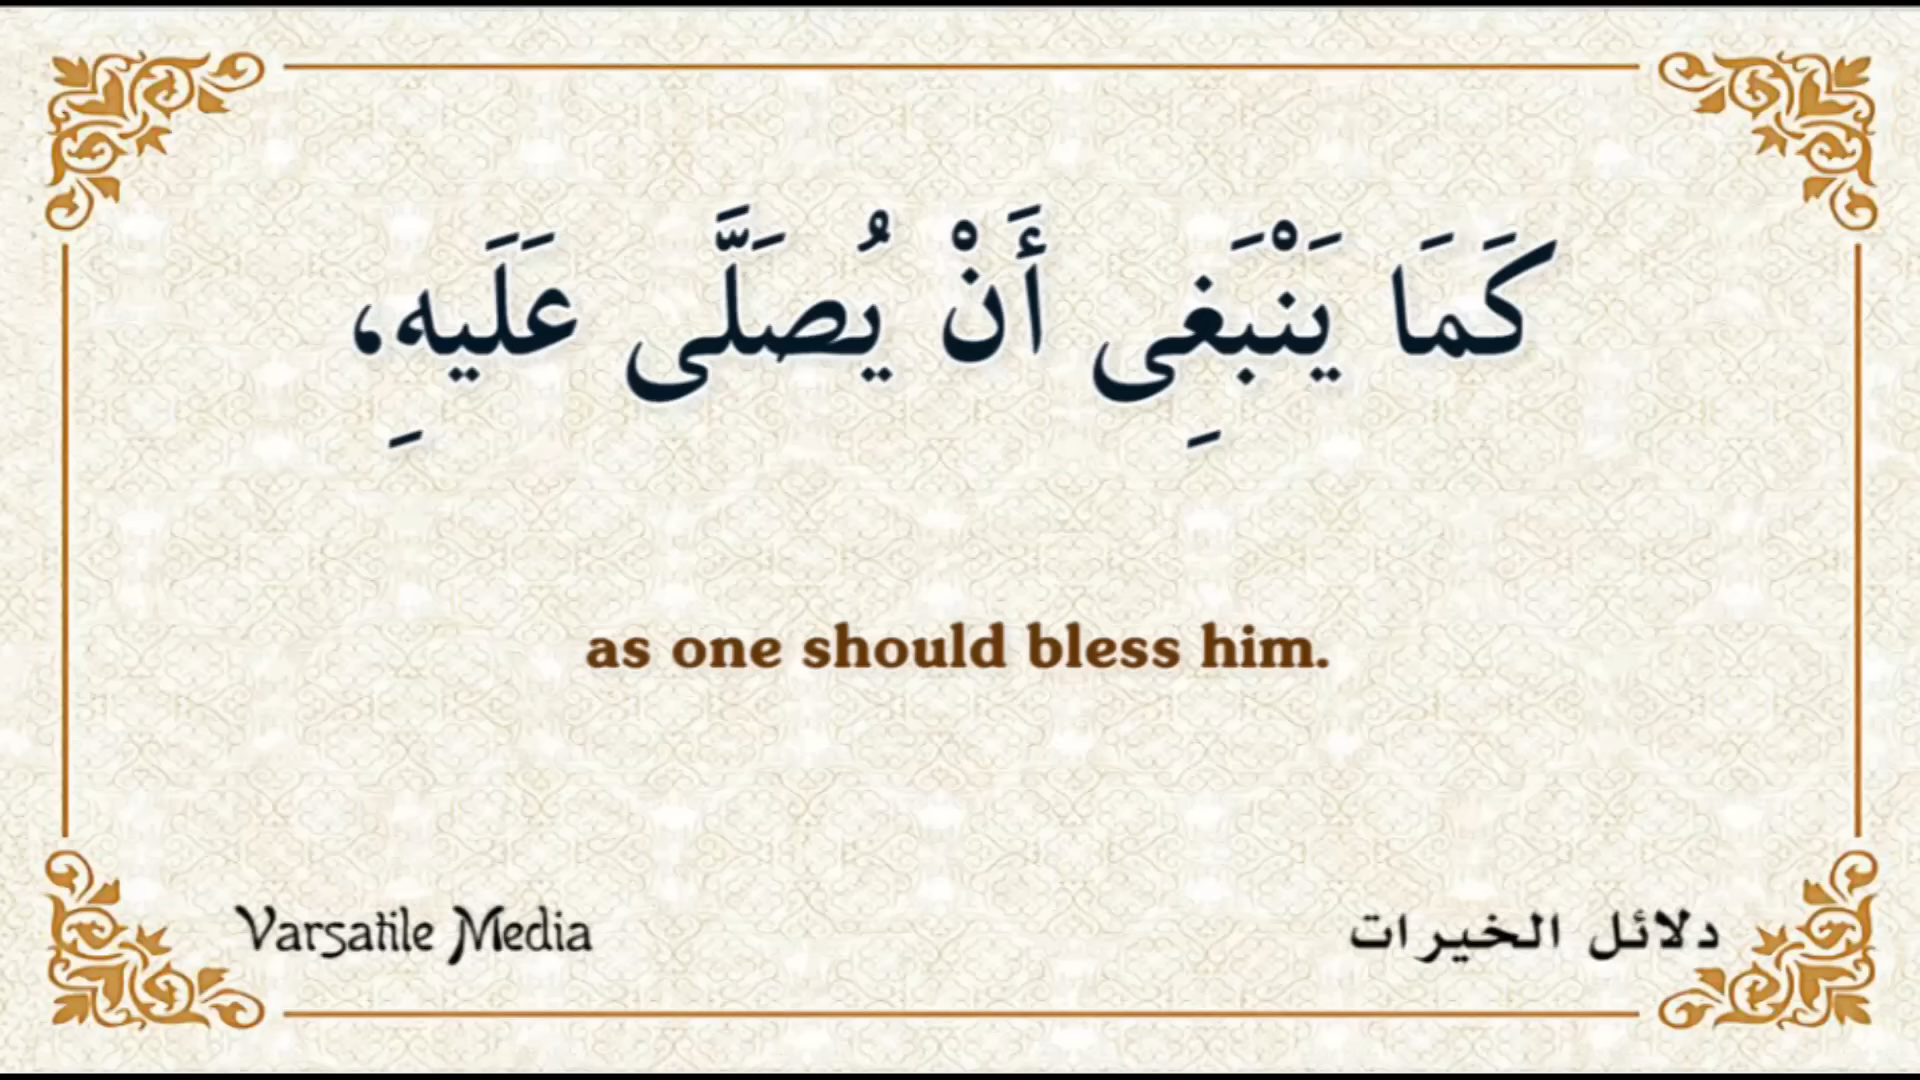 كَمَا يَنْبَغِى أَنْ يُصَلَّى عَلَيهِ،
as one should bless him.
Varsatile Media
دلائل الخيرات